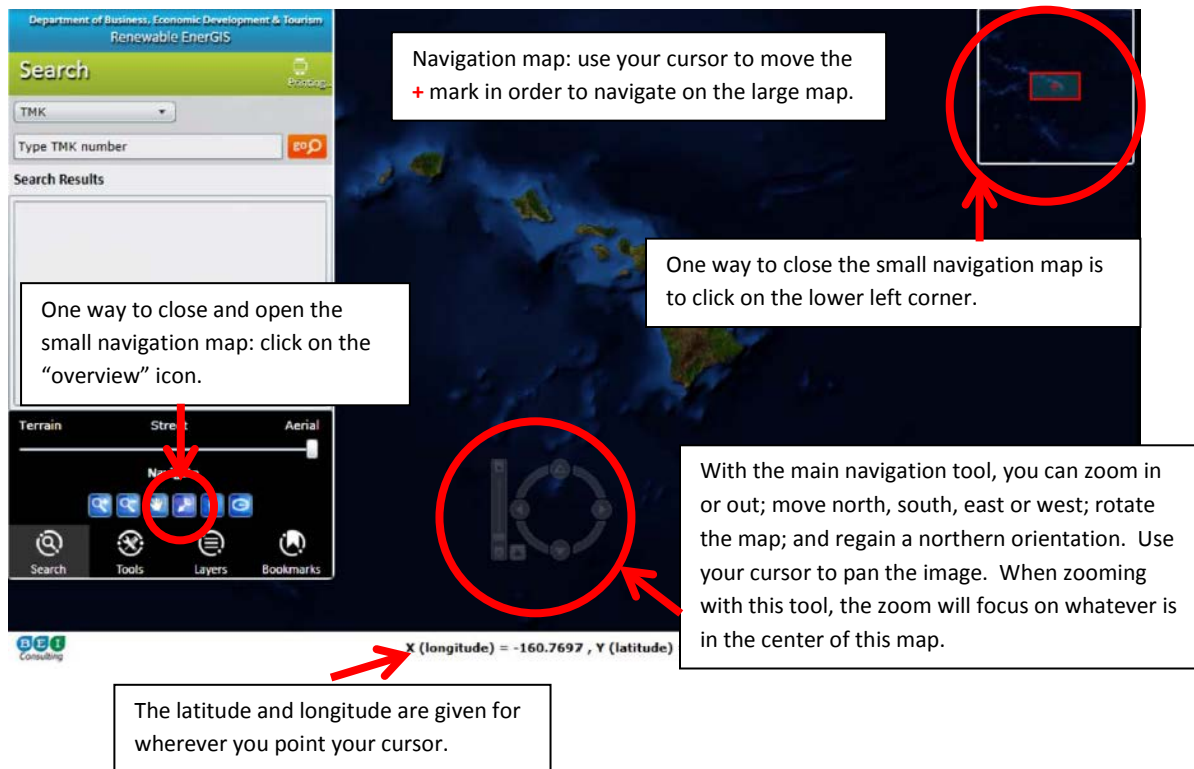 Department of Business, Economic Development & Tourism
Renewable EnerGIS
Search
Printing
TMK
Type TMK number
go
Search Results
Navigation map: use your cursor to move the
+ mark in order to navigate on the large map.
One way to close the small navigation map is
to click on the lower left corner.
One way to close and open the
small navigation map: click on the
“overview” icon.
Terrain
Street
Aerial
With the main navigation tool, you can zoom in
or out; move north, south, east or west; rotate
the map; and regain a northern orientation. Use
your cursor to pan the image. When zooming
with this tool, the zoom will focus on whatever is
in the center of this map.
Search
Tools
Layers
Bookmarks
BEI
Consulting
X (longitude) = -160.7697 , Y (latitude)
The latitude and longitude are given for
wherever you point your cursor.